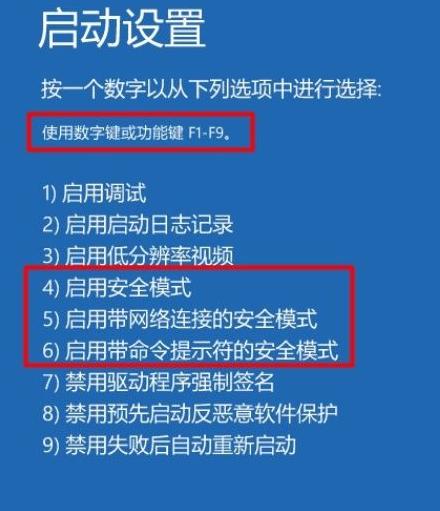 启动设置
按一个数字以从下列选项中进行选择:
使用数字键或功能键 F1-F9。
1) 启用调试
2) 启用启动日志记录
3) 启用低分辨率视频
4) 启用安全模式
5) 启用带网络连接的安全模式
6) 启用带命令提示符的安全模式
7) 禁用驱动程序强制签名
8) 禁用预先启动反恶意软件保护
9) 禁用失败后自动重新启动